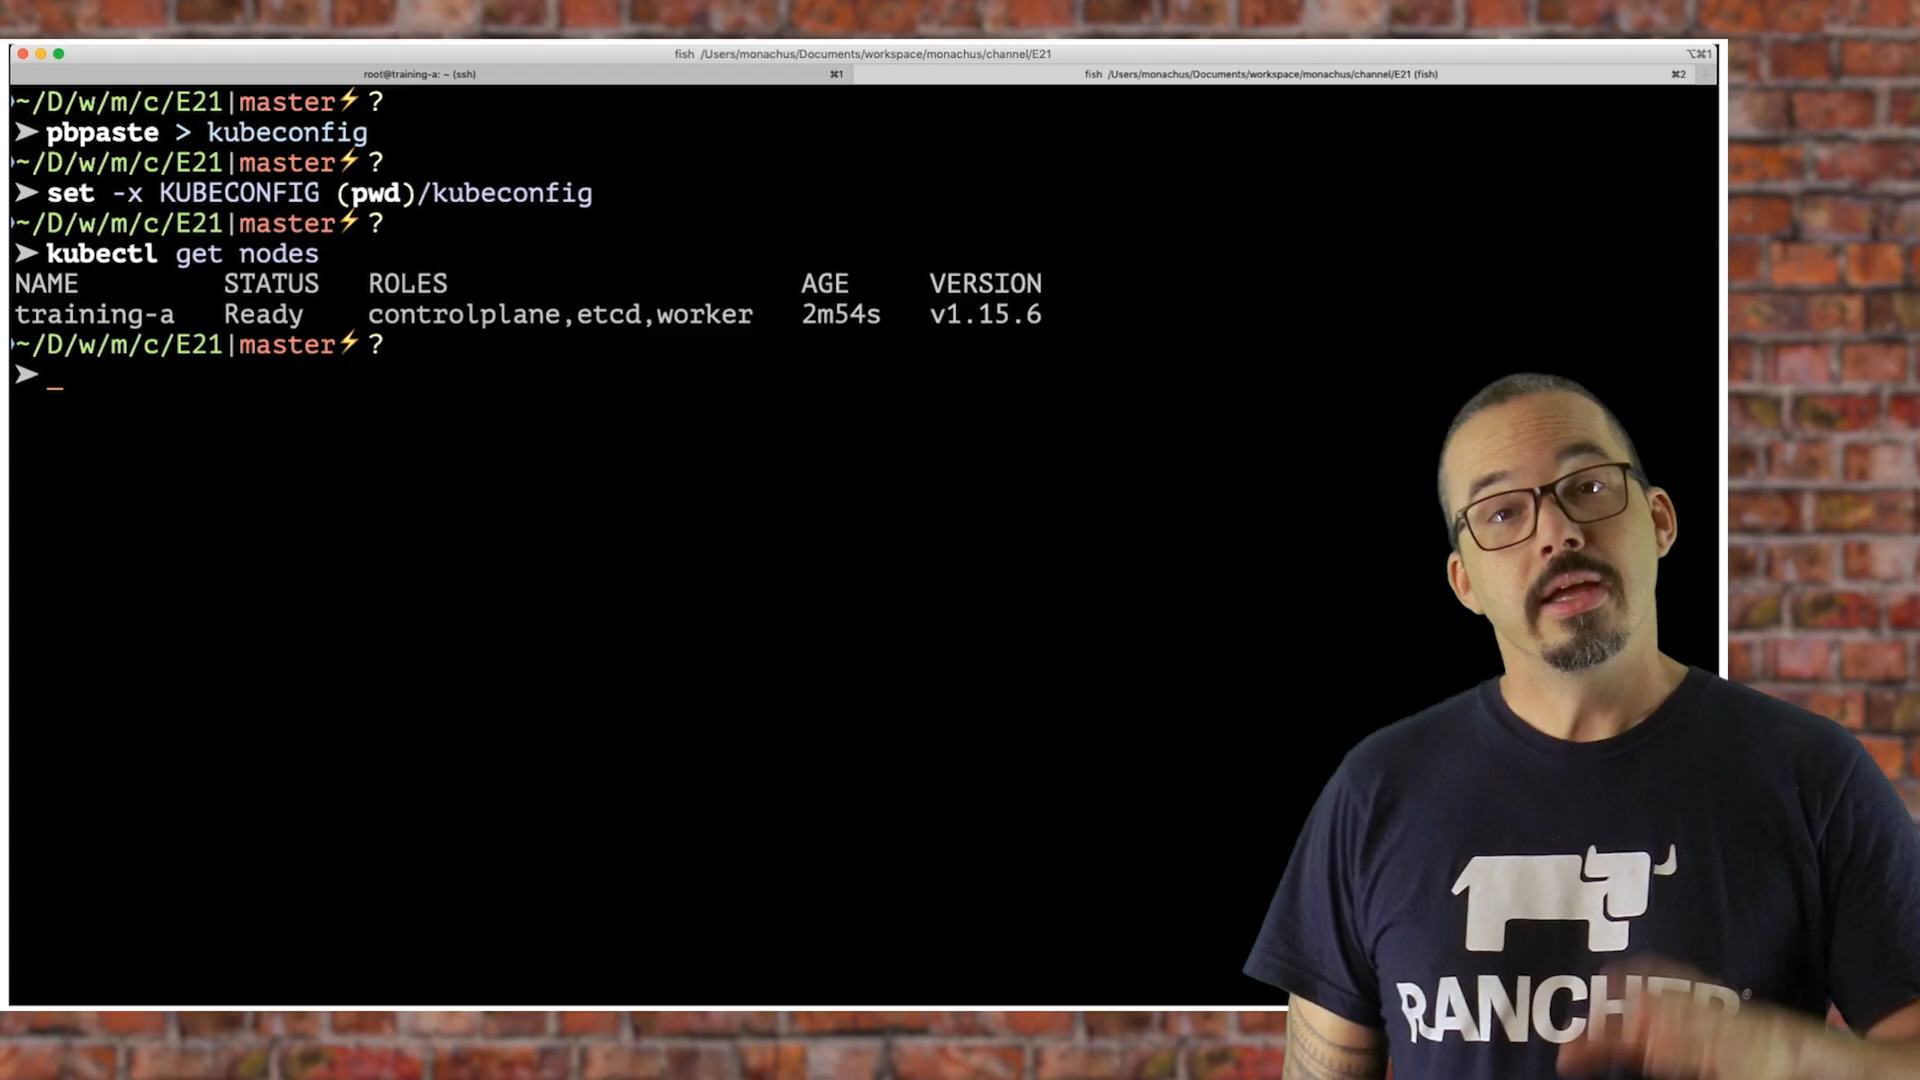 fish /Users/monachus/Documents/workspace/monachus/channel/E21
⌥⌘1
root@training-a: ~ (ssh)
⌘1
fish /Users/monachus/Documents/workspace/monachus/channel/E21 (fish)
⌘2
~/D/w/m/c/E21|master⚡?
➤ pbpaste > kubeconfig
~/D/w/m/c/E21|master⚡?
➤ set -x KUBECONFIG (pwd)/kubeconfig
~/D/w/m/c/E21|master⚡?
➤ kubectl get nodes
NAME STATUS ROLES AGE VERSION
training-a Ready controlplane,etcd,worker 2m54s v1.15.6
~/D/w/m/c/E21|master⚡?
➤ _
RANCHER®